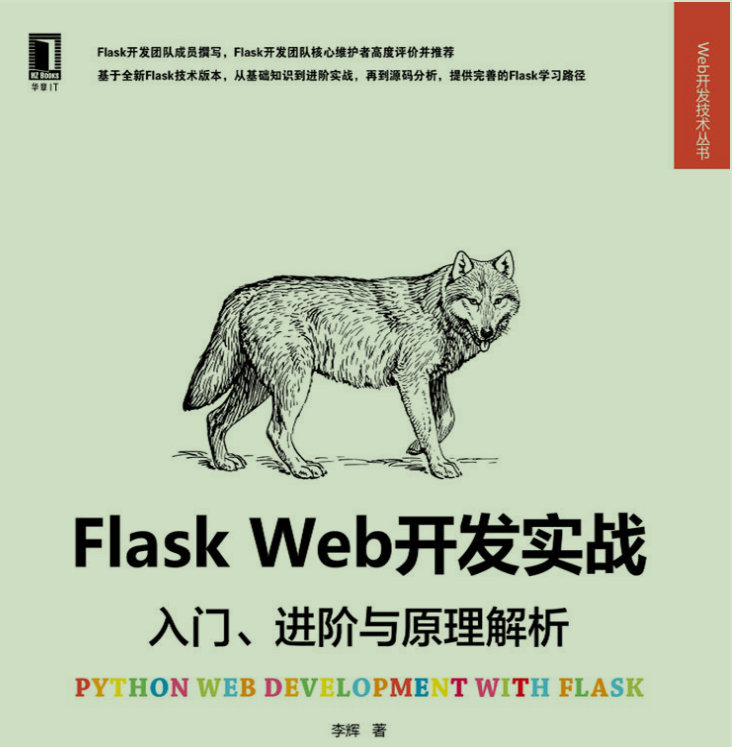 Flask开发团队成员撰写，Flask开发团队核心维护者高度评价并推荐
基于全新Flask技术版本，从基础知识到进阶实战，再到源码分析，提供完善的Flask学习路径
HZ Books
华章IT
Web开发技术丛书
Flask Web开发实战
入门、进阶与原理解析
PYTHON WEB DEVELOPMENT WITH FLASK
李辉 著